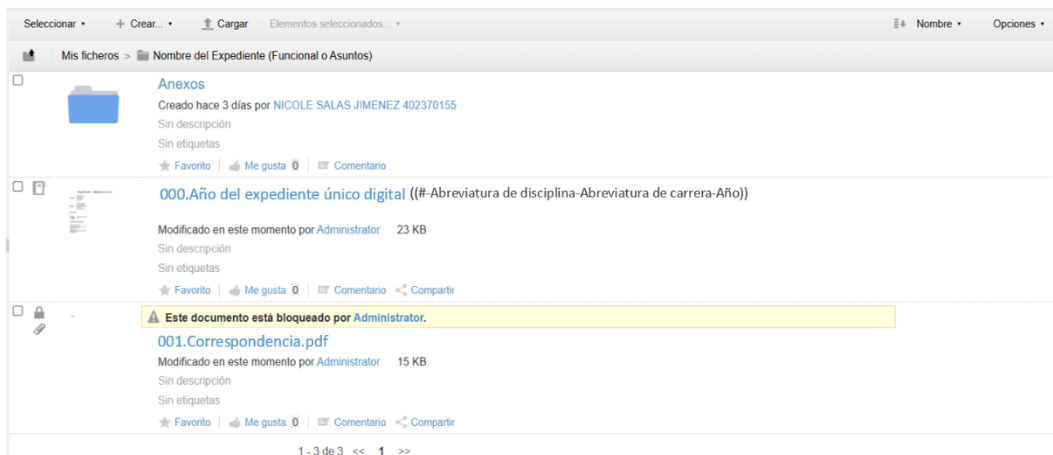 Seleccionar Crear... Cargar Elementos seleccionados... Nombre Opciones
Mis ficheros > Nombre del Expediente (Funcional o Asuntos)
Anexos
Creado hace 3 días por NICOLE SALAS JIMENEZ 402370155
Sin descripción
Sin etiquetas
Favorito Me gusta 0 Comentario
000.Año del expediente único digital ((#-Abreviatura de disciplina-Abreviatura de carrera-Año))
Modificado en este momento por Administrator 23 KB
Sin descripción
Sin etiquetas
Favorito Me gusta 0 Comentario Compartir
Este documento está bloqueado por Administrator.
001.Correspondencia.pdf
Modificado en este momento por Administrator 15 KB
Sin descripción
Sin etiquetas
Favorito Me gusta 0 Comentario Compartir
1 - 3 de 3 << 1 >>